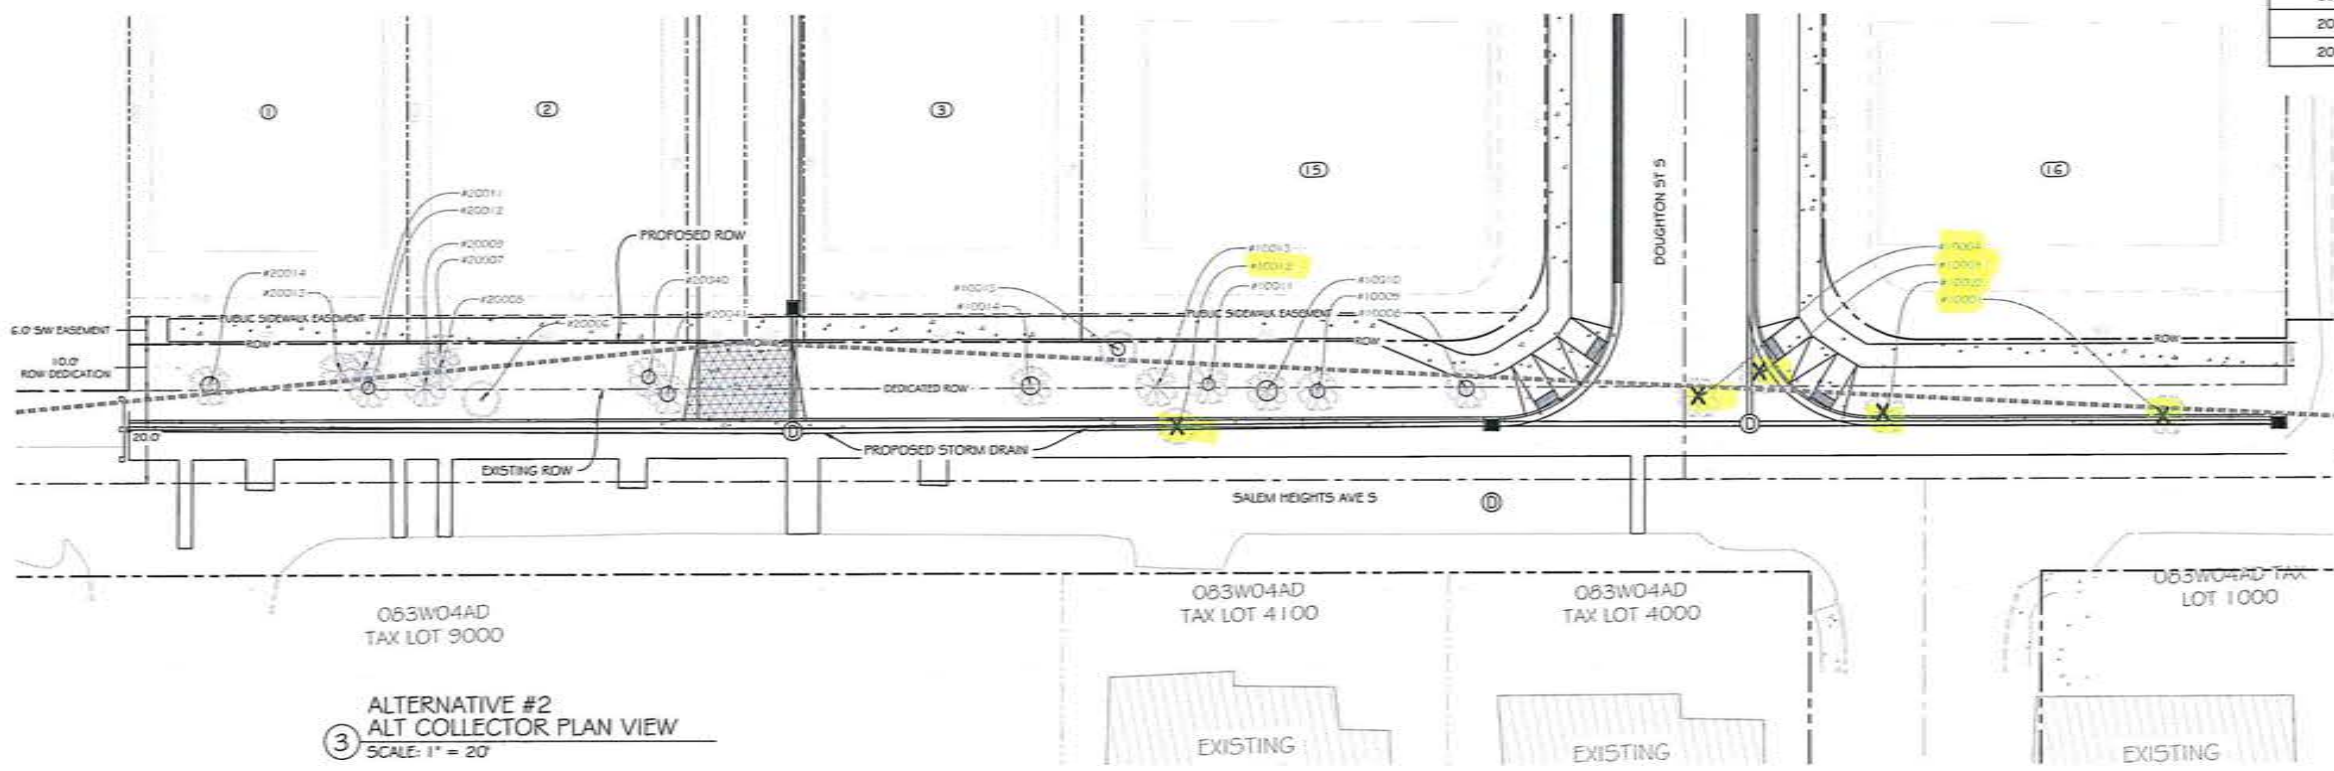 20
20
1
2
3
15
16
DOUGHTON ST S
#20011
#20012
#20009
#20007
#20014
#20013
#20008
#20006
PROPOSED ROW
#20040
#20041
#10013
#10012
#10011
#10010
#10009
#10008
#10015
#10014
#10004
#10001
6.0' S/W EASEMENT
PUBLIC SIDEWALK EASEMENT
PUBLIC SIDEWALK EASEMENT
ROW
ROW
ROW
10.0'
ROW DEDICATION
DEDICATED ROW
20.0'
D
D
PROPOSED STORM DRAIN
EXISTING ROW
SALEM HEIGHTS AVE S
D
083W04AD
TAX LOT 9000
083W04AD
TAX LOT 4100
083W04AD
TAX LOT 4000
083W04AD TAX
LOT 1000
ALTERNATIVE #2
3 ALT COLLECTOR PLAN VIEW
SCALE: 1" = 20'
EXISTING
EXISTING
EXISTING